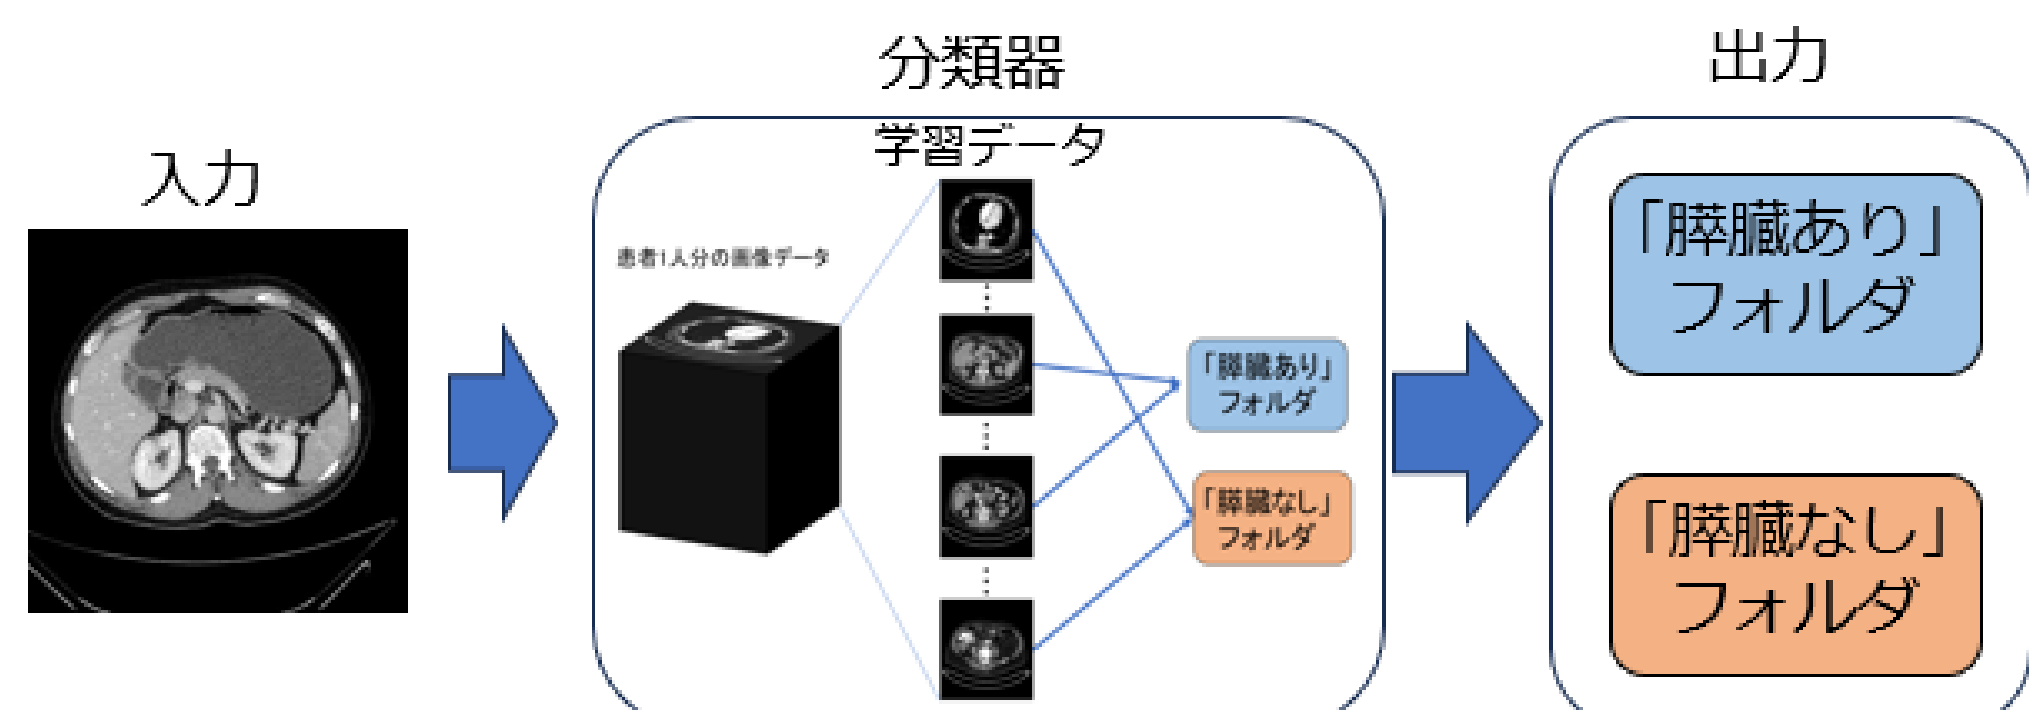 入力
分類器
学習データ
患者1人分の画像データ
「膵臓あり」
フォルダ
「膵臓なし」
フォルダ
出力
「膵臓あり」
フォルダ
「膵臓なし」
フォルダ